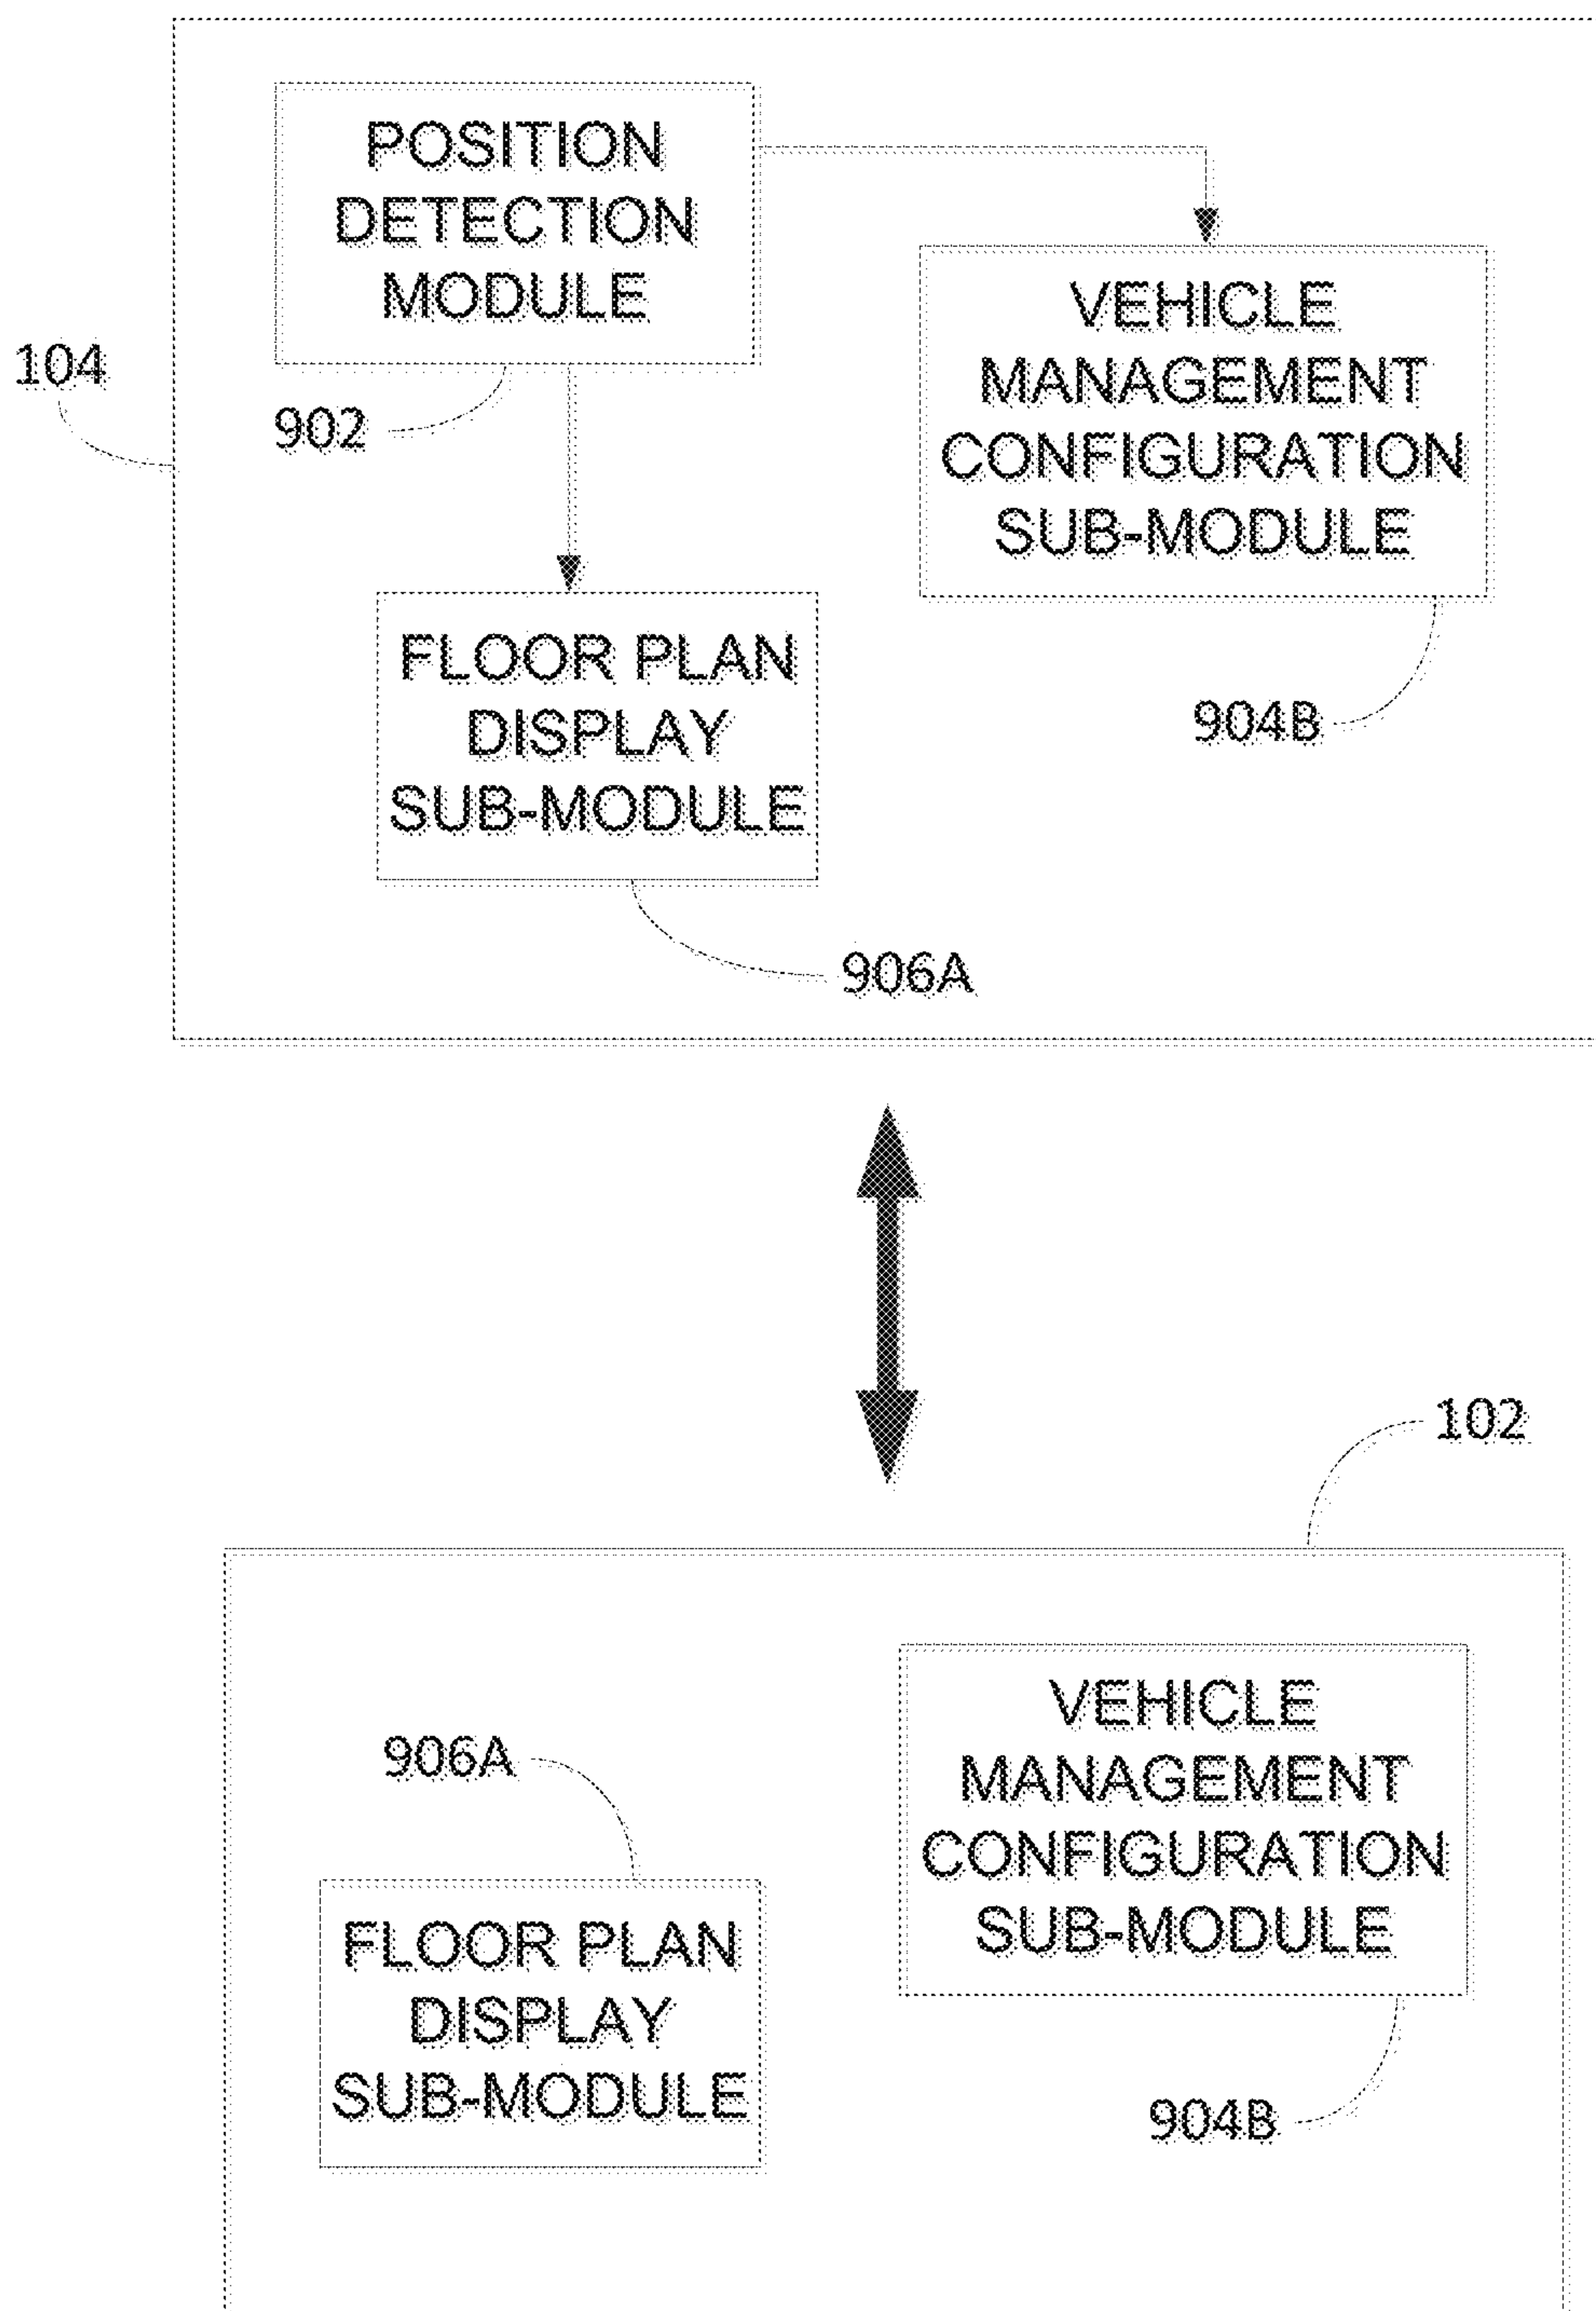 POSITION
DETECTION
MODULE
104
902
VEHICLE
MANAGEMENT
CONFIGURATION
SUB-MODULE
904B
FLOOR PLAN
DISPLAY
SUB-MODULE
906A
102
906A
VEHICLE
MANAGEMENT
CONFIGURATION
SUB-MODULE
904B
FLOOR PLAN
DISPLAY
SUB-MODULE